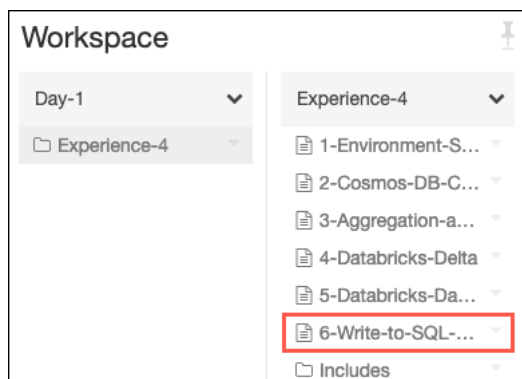 Workspace
Day-1
Experience-4
Experience-4
1-Environment-S...
2-Cosmos-DB-C...
3-Aggregation-a...
4-Databricks-Delta
5-Databricks-Da...
6-Write-to-SQL-...
Includes